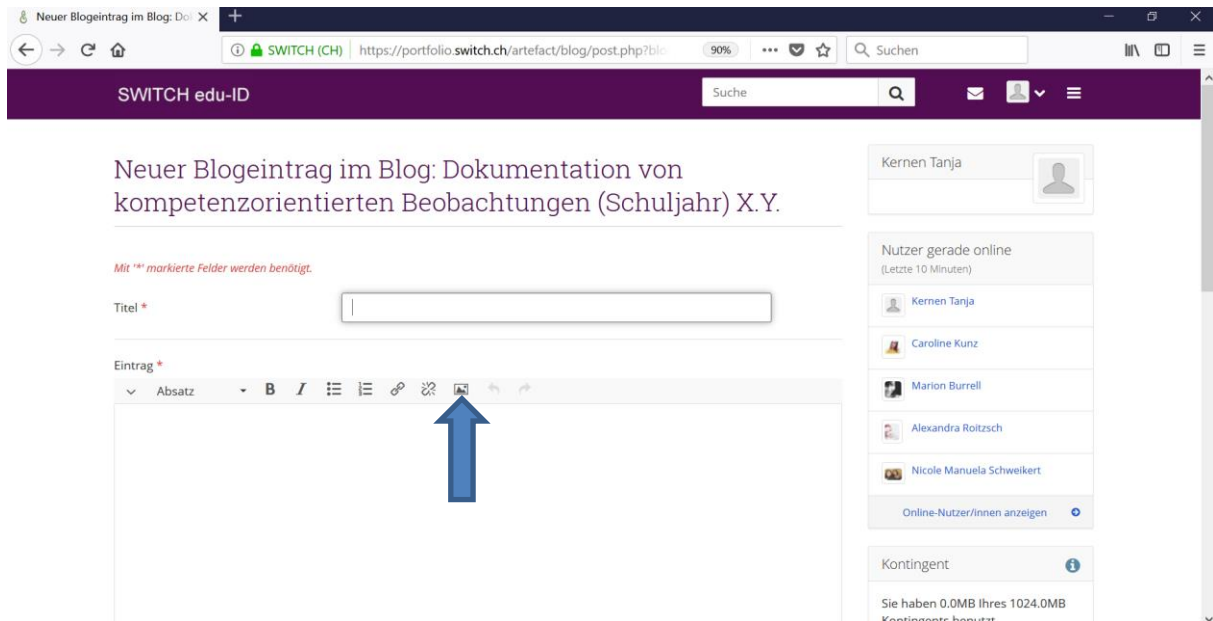 Neuer Blogeintrag im Blog: Do
SWITCH (CH) https://portfolio.switch.ch/artefact/blog/post.php?blo 90% Suchen
SWITCH edu-ID Suche
Neuer Blogeintrag im Blog: Dokumentation von
kompetenzorientierten Beobachtungen (Schuljahr) X.Y.
Mit '*' markierte Felder werden benötigt.
Titel *
Eintrag *
Absatz B I
Kernen Tanja
Nutzer gerade online
(Letzte 10 Minuten)
Kernen Tanja
Caroline Kunz
Marion Burrell
Alexandra Roitzsch
Nicole Manuela Schweikert
Online-Nutzer/innen anzeigen
Kontingent
Sie haben 0.0MB Ihres 1024.0MB
Kontingents benutzt